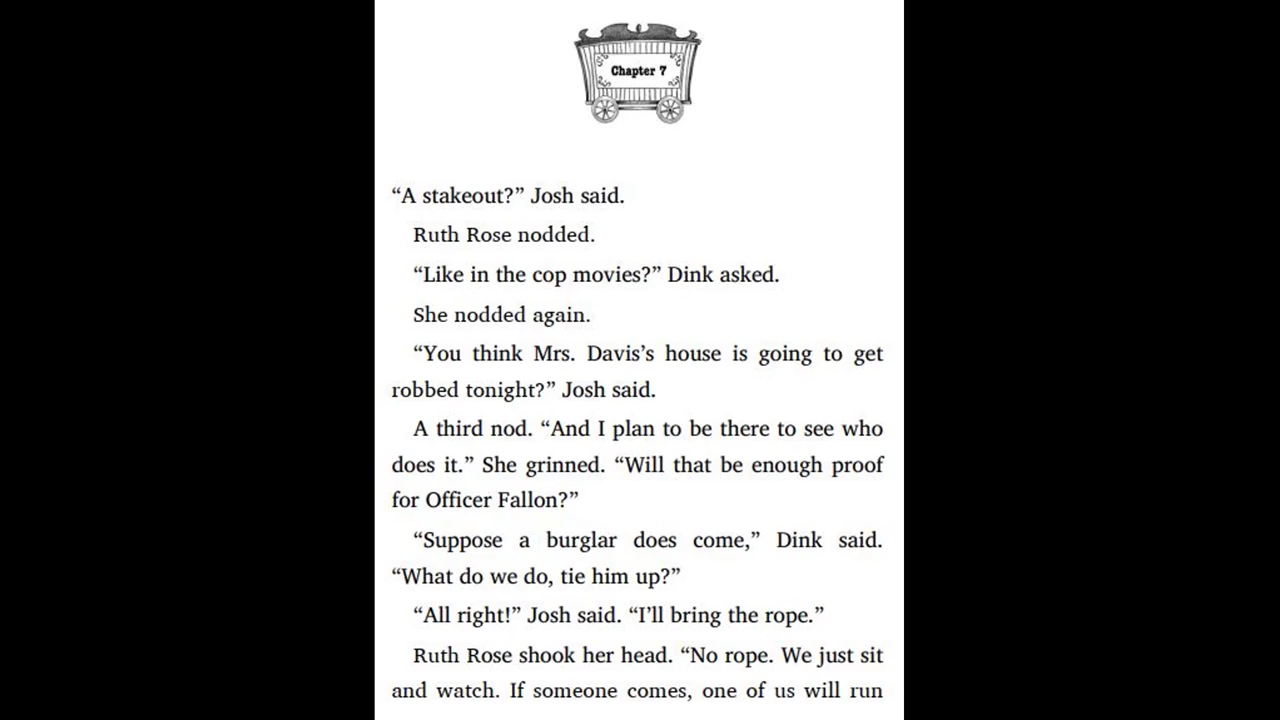 Chapter 7
“A stakeout?” Josh said.
Ruth Rose nodded.
“Like in the cop movies?” Dink asked.
She nodded again.
“You think Mrs. Davis’s house is going to get
robbed tonight?” Josh said.
A third nod. “And I plan to be there to see who
does it.” She grinned. “Will that be enough proof
for Officer Fallon?”
“Suppose a burglar does come,” Dink said.
“What do we do, tie him up?”
“All right!” Josh said. “I’ll bring the rope.”
Ruth Rose shook her head. “No rope. We just sit
and watch. If someone comes, one of us will run